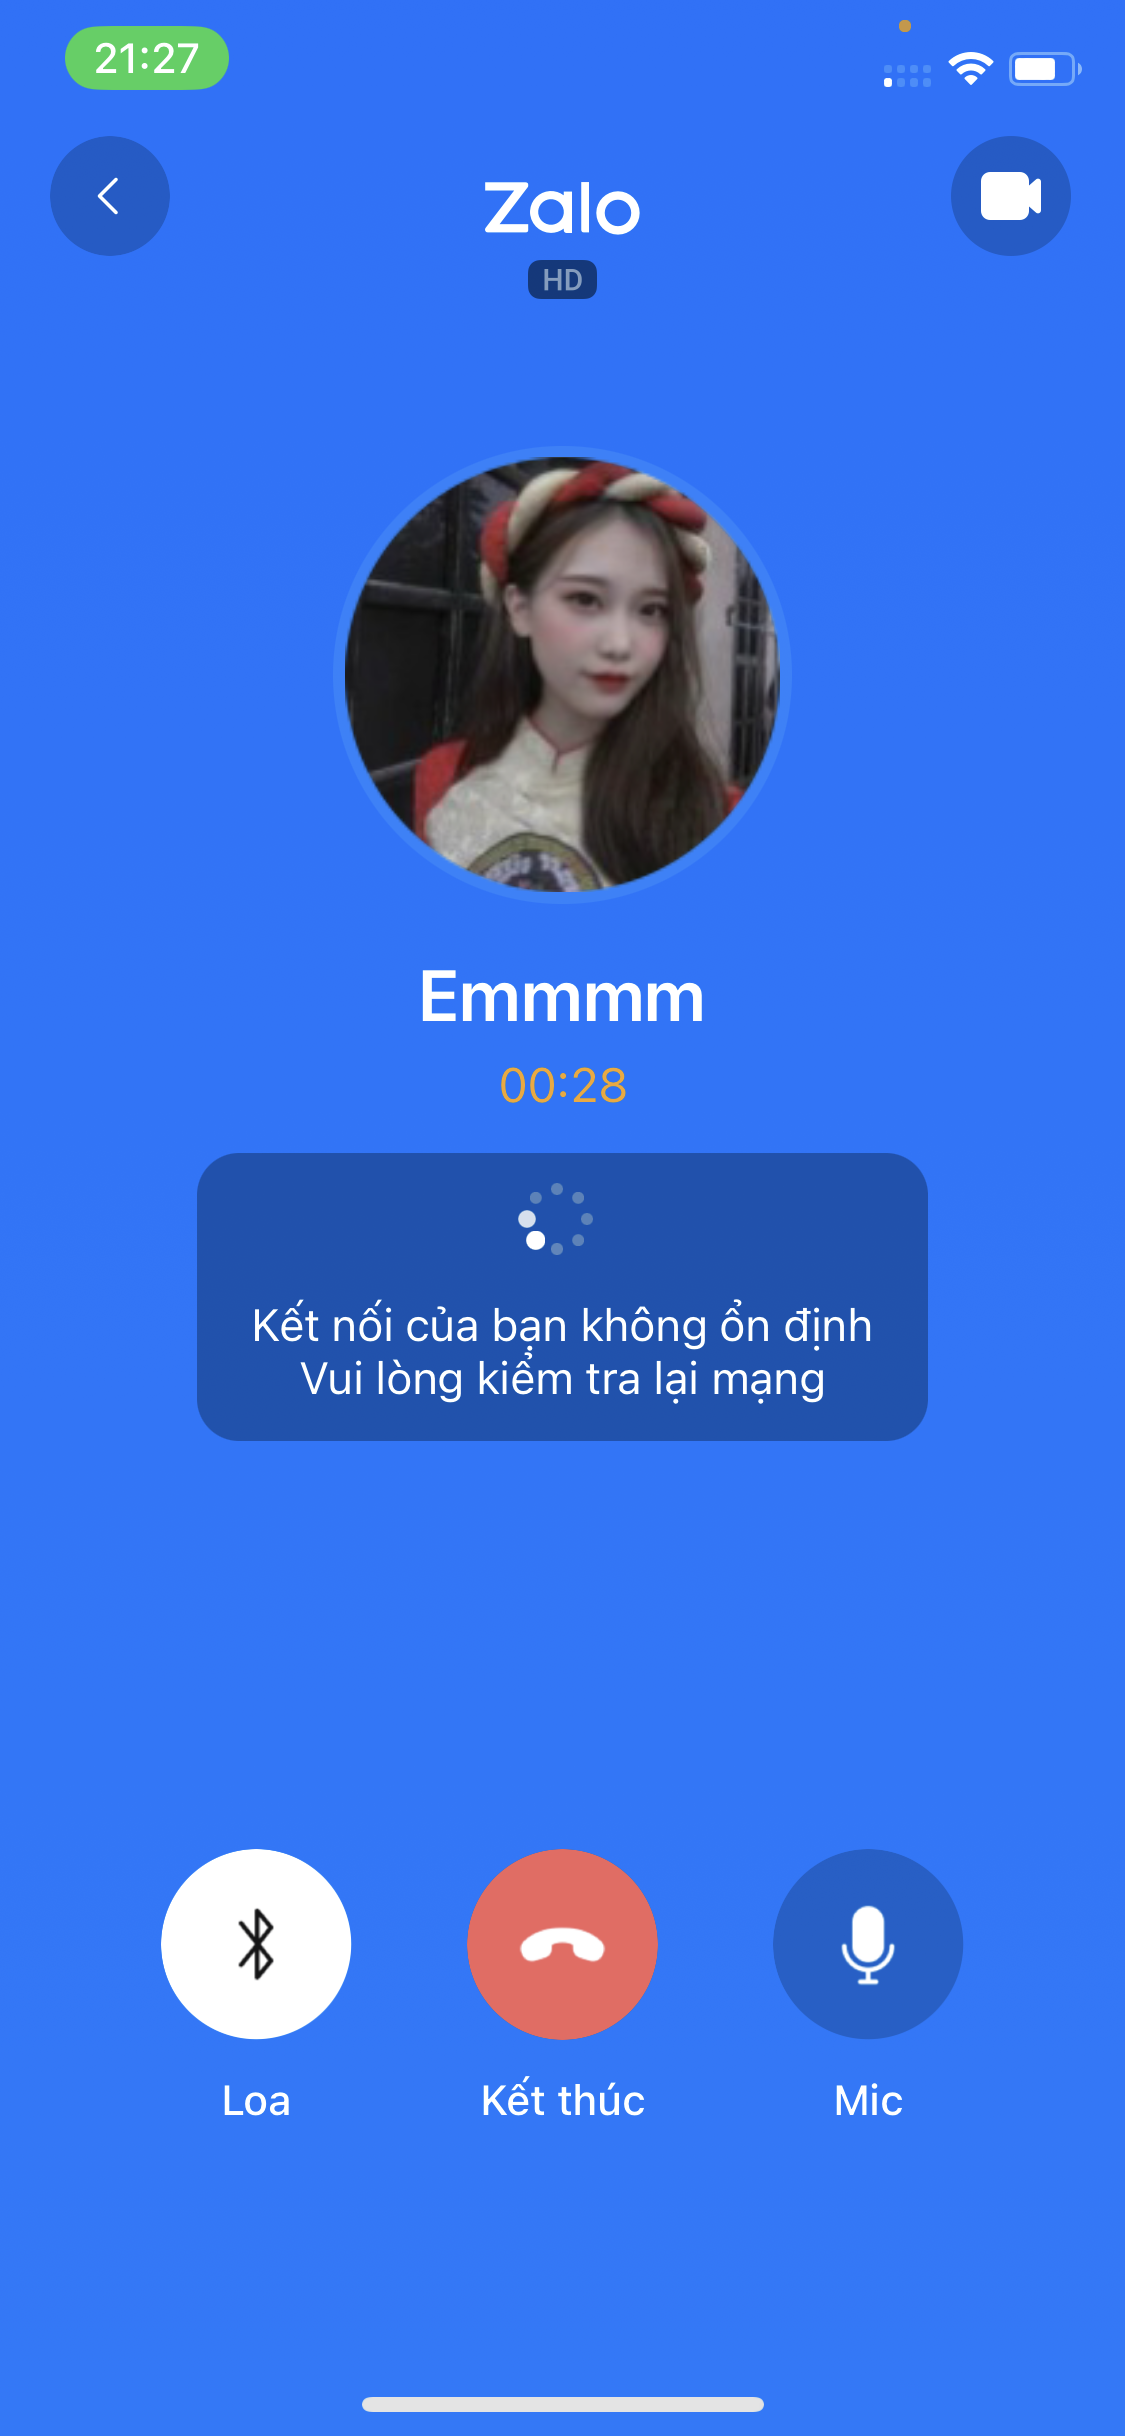 21:27
Zalo
HD
Emmmm
00:28
Kết nối của bạn không ổn định
Vui lòng kiểm tra lại mạng
Loa
Kết thúc
Mic